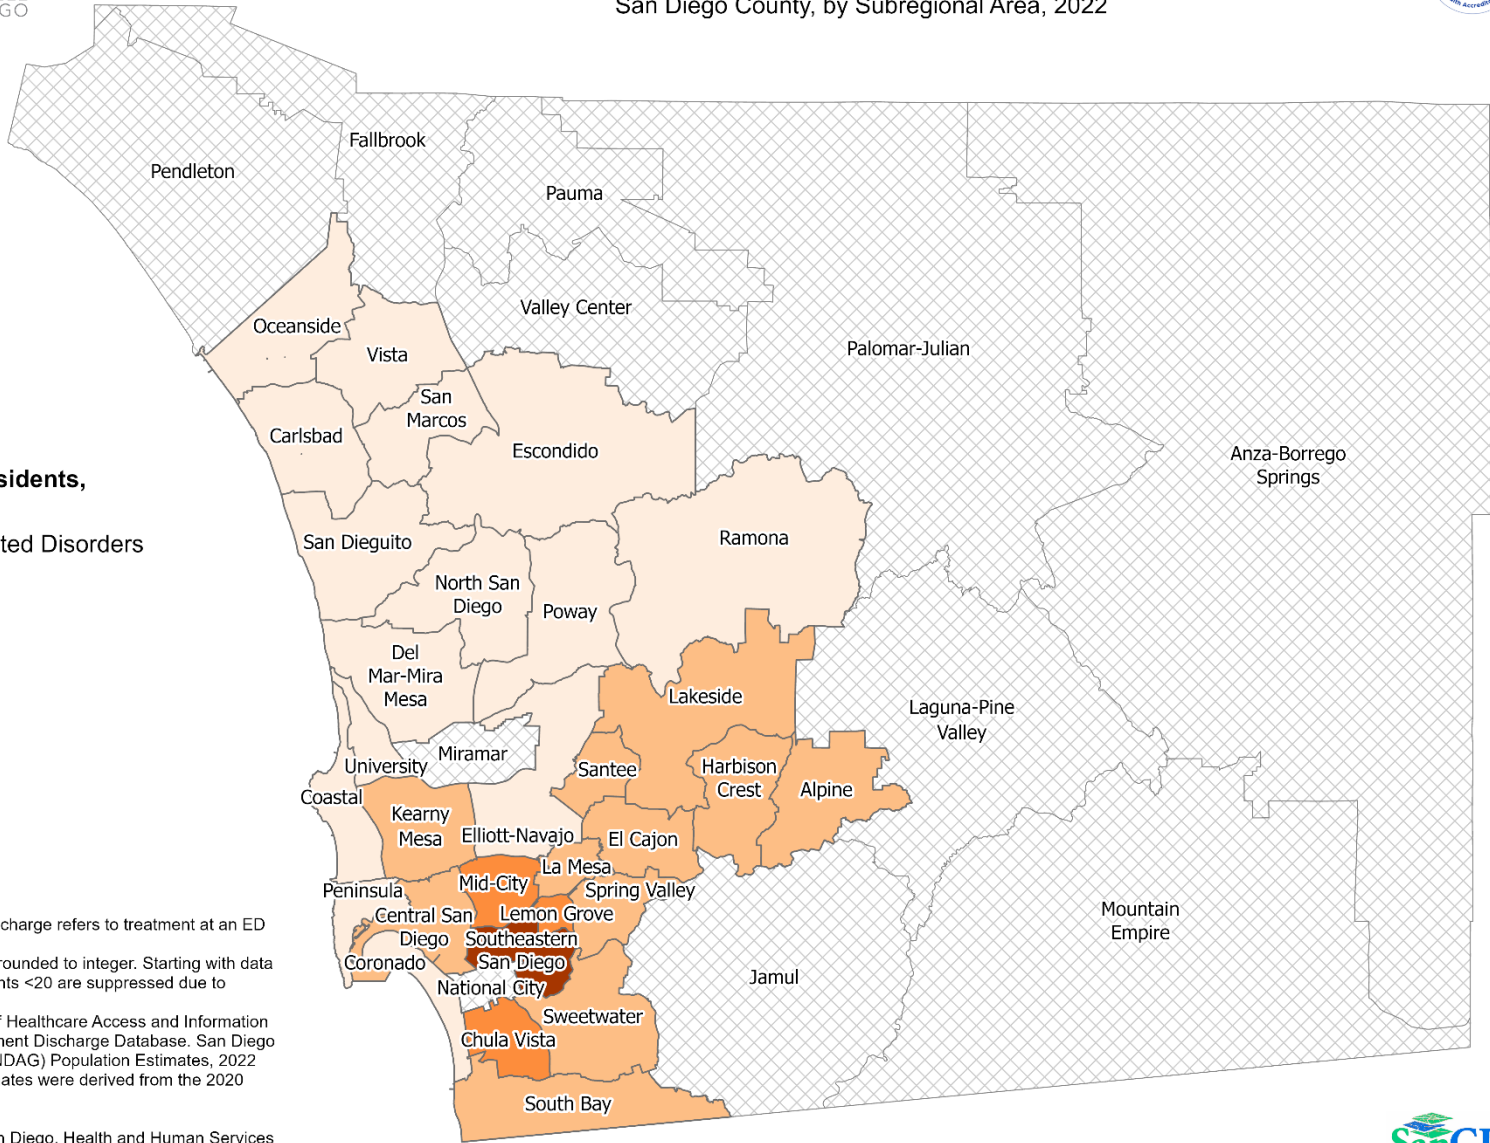 GO
San Diego County, by Subregional Area, 2022
Fallbrook
Pendleton
Pauma
Valley Center
Oceanside
Vista
Palomar-Julian
San
Marcos
Carlsbad
Escondido
Anza-Borrego
Springs
sidents,
ted Disorders
San Dieguito
Ramona
North San
Diego
Poway
Del
Mar-Mira
Mesa
Lakeside
Laguna-Pine
Valley
Miramar
University
Santee
Harbison
Crest
Alpine
Coastal
Kearny
Mesa
Elliott-Navajo
El Cajon
La Mesa
Mid-City
Peninsula
Spring Valley
Central San
Diego
Lemon Grove
Mountain
Empire
charge refers to treatment at an ED
Southeastern
San Diego
Coronado
rounded to integer. Starting with data
nts <20 are suppressed due to
National City
Jamul
Sweetwater
f Healthcare Access and Information
nent Discharge Database. San Diego
NDAG) Population Estimates, 2022
ates were derived from the 2020
Chula Vista
South Bay
n Diego, Health and Human Services